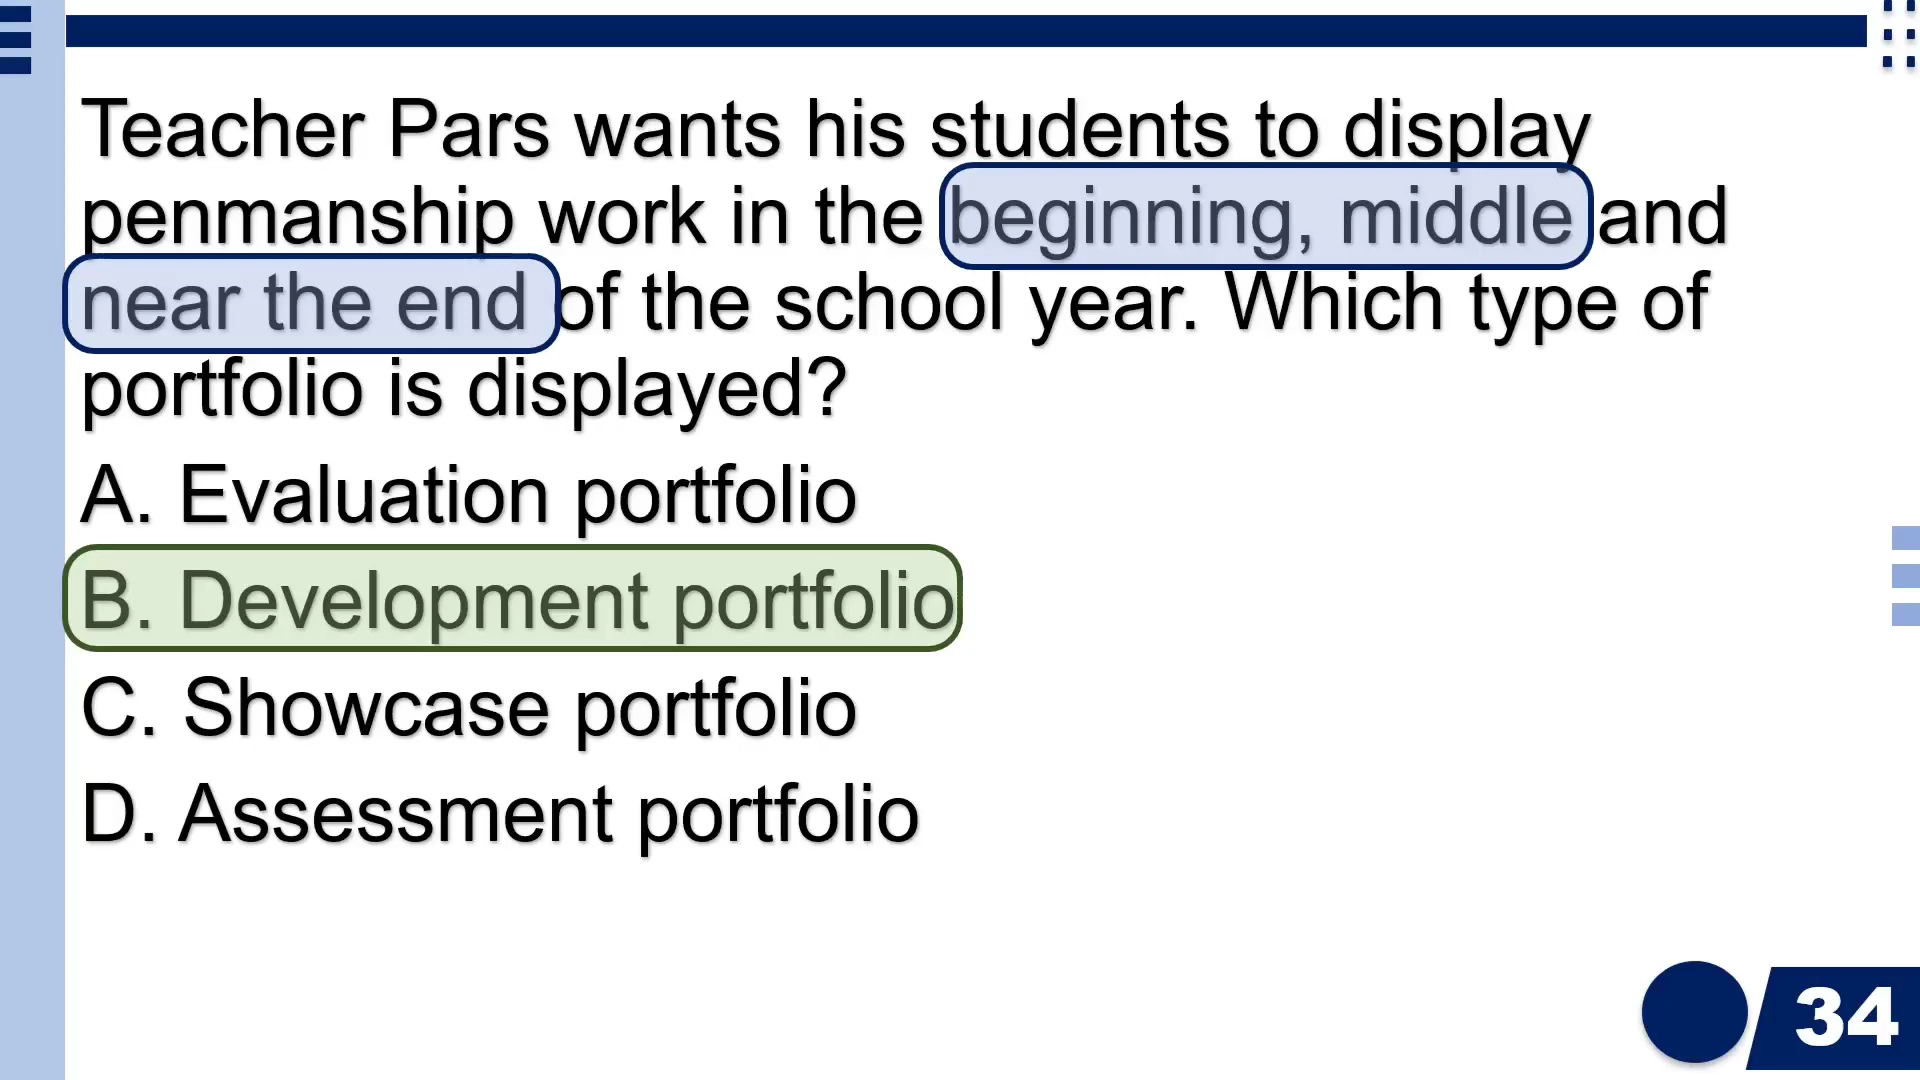 Teacher Pars wants his students to display
penmanship work in the beginning, middle and
near the end of the school year. Which type of
portfolio is displayed?
A. Evaluation portfolio
B. Development portfolio
C. Showcase portfolio
D. Assessment portfolio
34